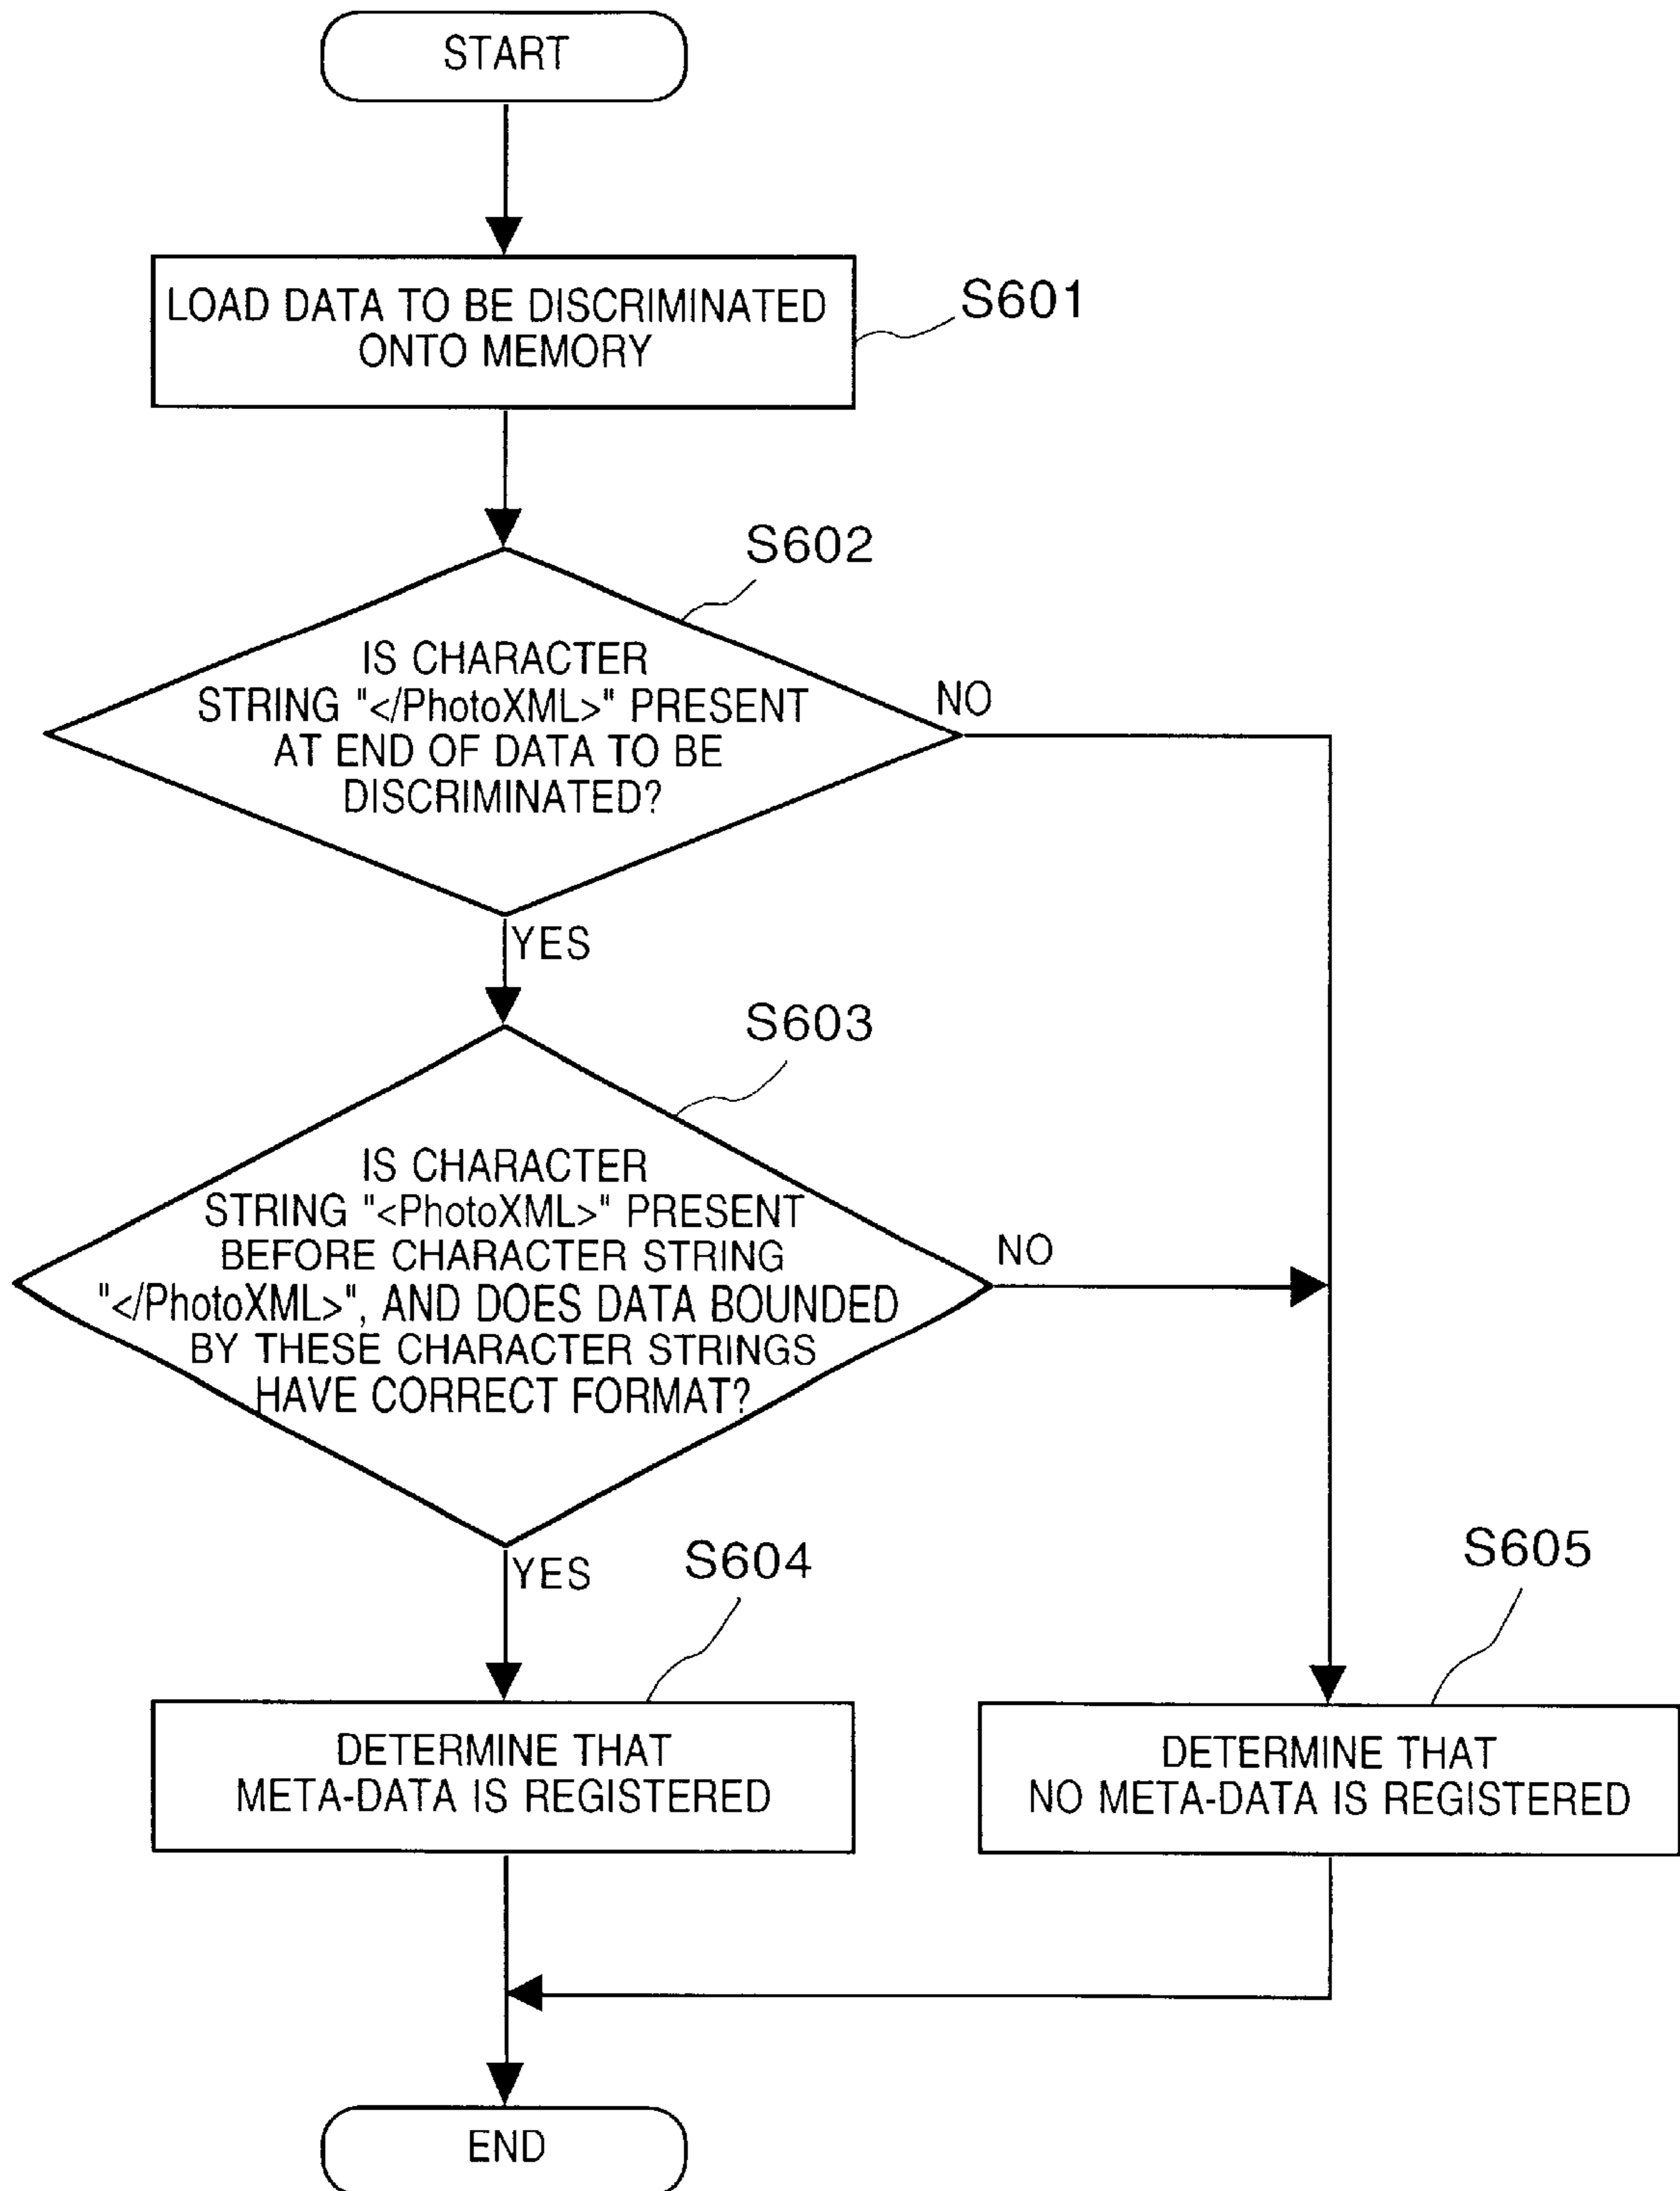 START
LOAD DATA TO BE DISCRIMINATED
ONTO MEMORY
S601
S602
IS CHARACTER
STRING "</PhotoXML>" PRESENT
AT END OF DATA TO BE
DISCRIMINATED?
NO
YES
S603
IS CHARACTER
STRING "<PhotoXML>" PRESENT
BEFORE CHARACTER STRING
"</PhotoXML>", AND DOES DATA BOUNDED
BY THESE CHARACTER STRINGS
HAVE CORRECT FORMAT?
NO
YES
S604
DETERMINE THAT
META-DATA IS REGISTERED
S605
DETERMINE THAT
NO META-DATA IS REGISTERED
END